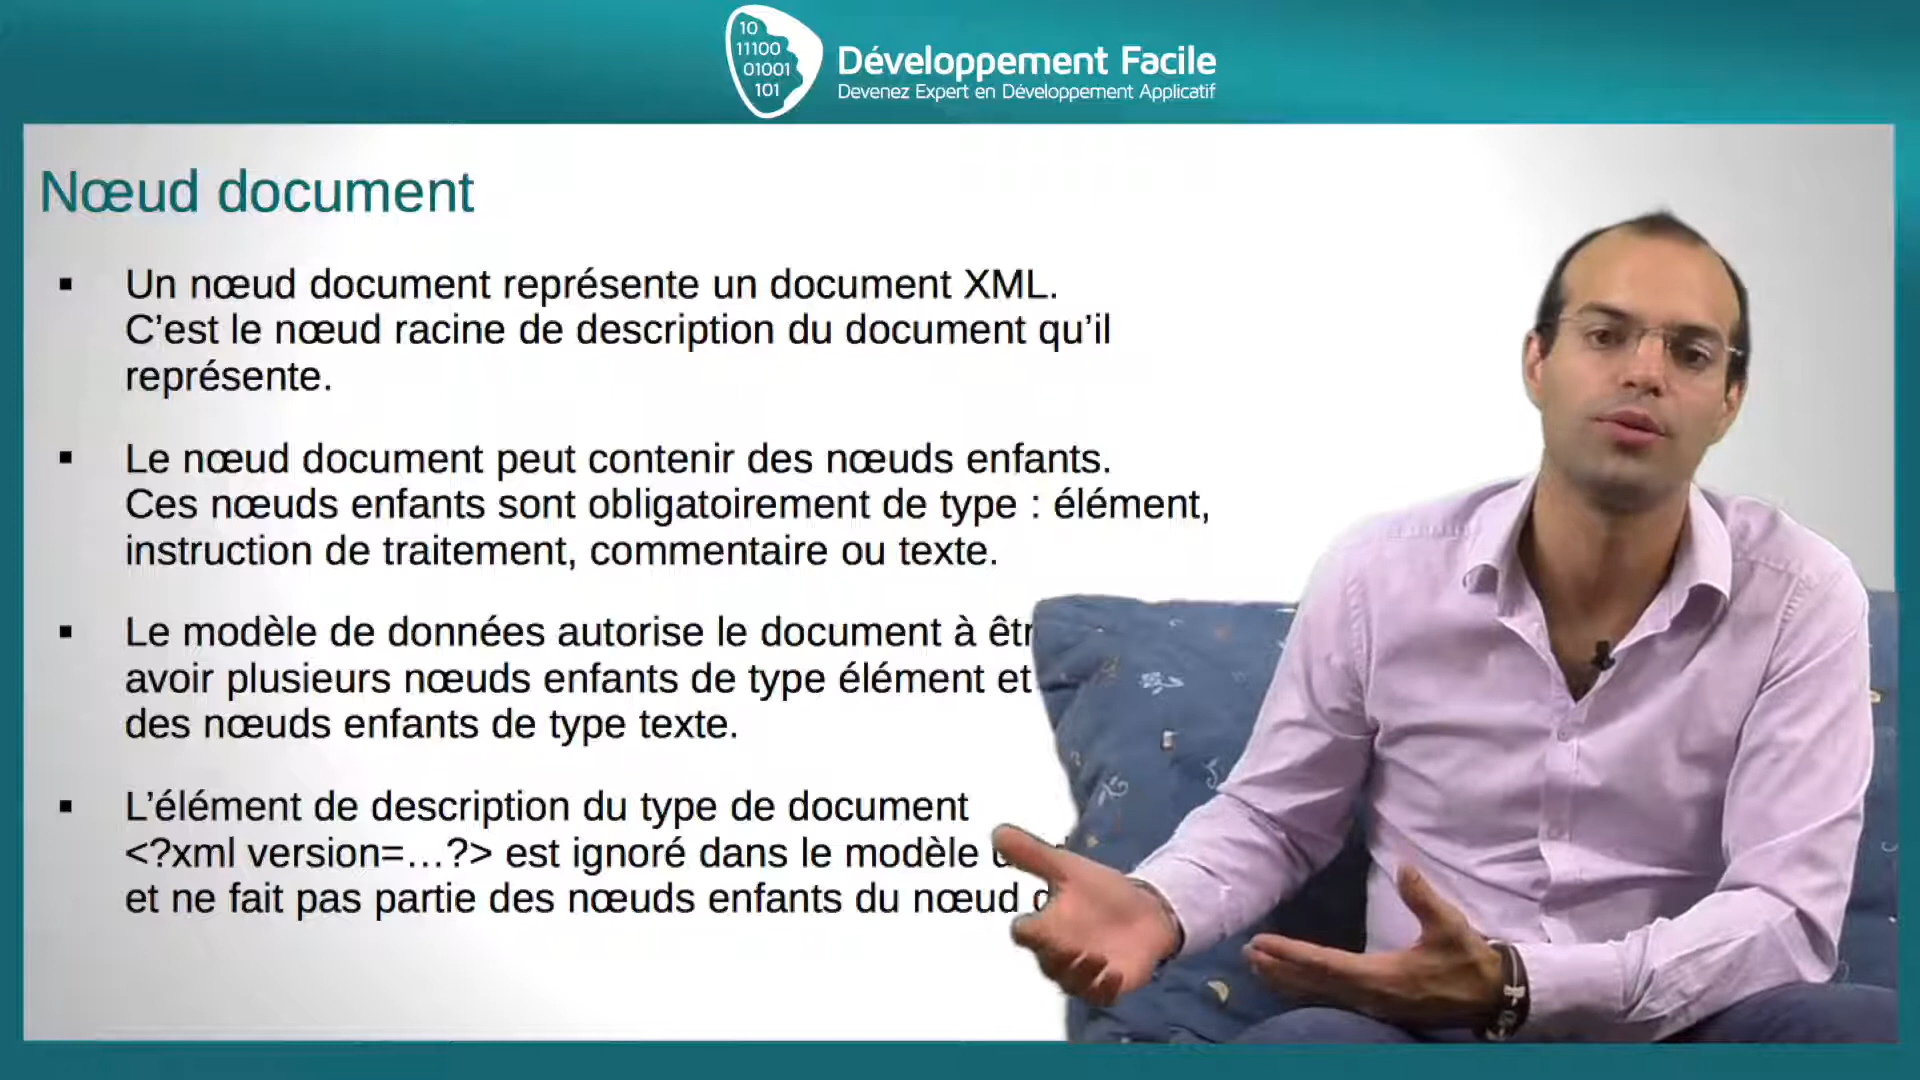 10
11100
01001
101
Développement Facile
Devenez Expert en Développement Applicatif
Nœud document
▪ Un nœud document représente un document XML.
C’est le nœud racine de description du document qu’il
représente.
▪ Le nœud document peut contenir des nœuds enfants.
Ces nœuds enfants sont obligatoirement de type : élément,
instruction de traitement, commentaire ou texte.
▪ Le modèle de données autorise le document à
avoir plusieurs nœuds enfants de type élément et
des nœuds enfants de type texte.
▪ L’élément de description du type de document
<?xml version=…?> est ignoré dans le modèle
et ne fait pas partie des nœuds enfants du nœud